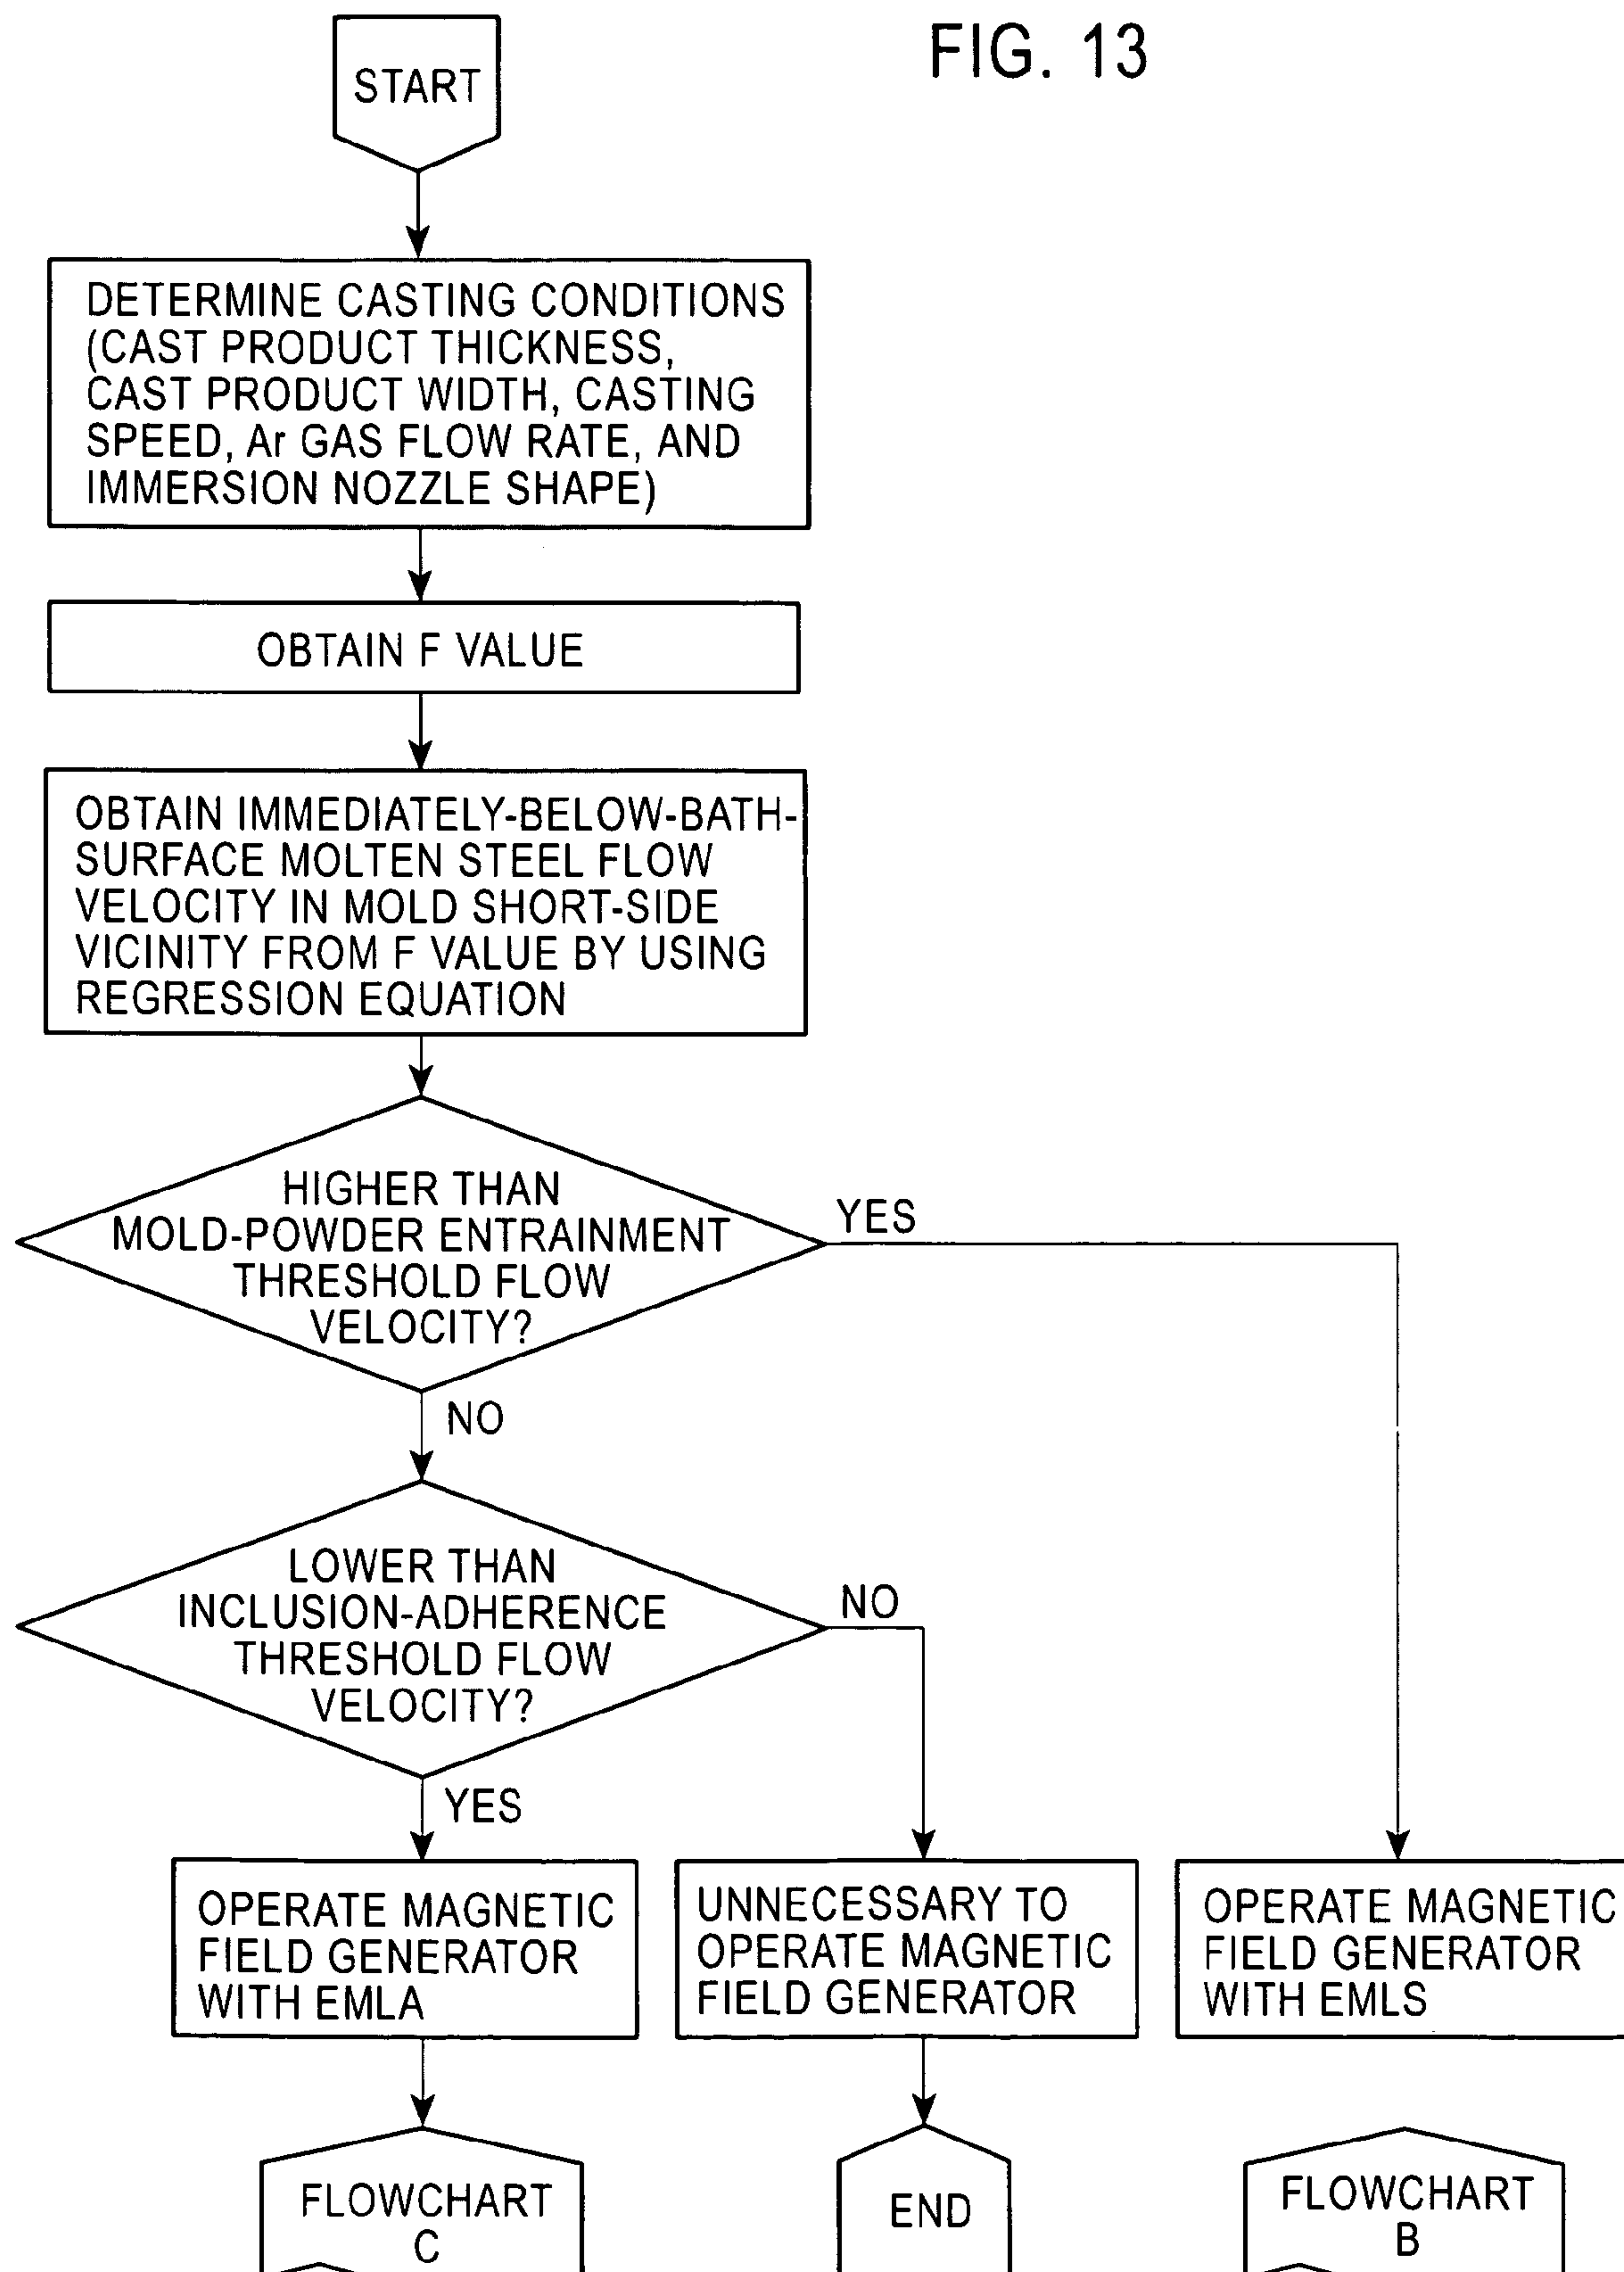 FIG. 13
START
DETERMINE CASTING CONDITIONS
(CAST PRODUCT THICKNESS,
CAST PRODUCT WIDTH, CASTING
SPEED, Ar GAS FLOW RATE, AND
IMMERSION NOZZLE SHAPE)
OBTAIN F VALUE
OBTAIN IMMEDIATELY-BELOW-BATH-
SURFACE MOLTEN STEEL FLOW
VELOCITY IN MOLD SHORT-SIDE
VICINITY FROM F VALUE BY USING
REGRESSION EQUATION
HIGHER THAN
MOLD-POWDER ENTRAINMENT
THRESHOLD FLOW
VELOCITY?
YES
NO
LOWER THAN
INCLUSION-ADHERENCE
THRESHOLD FLOW
VELOCITY?
NO
YES
OPERATE MAGNETIC
FIELD GENERATOR
WITH EMLA
UNNECESSARY TO
OPERATE MAGNETIC
FIELD GENERATOR
OPERATE MAGNETIC
FIELD GENERATOR
WITH EMLS
FLOWCHART
C
END
FLOWCHART
B